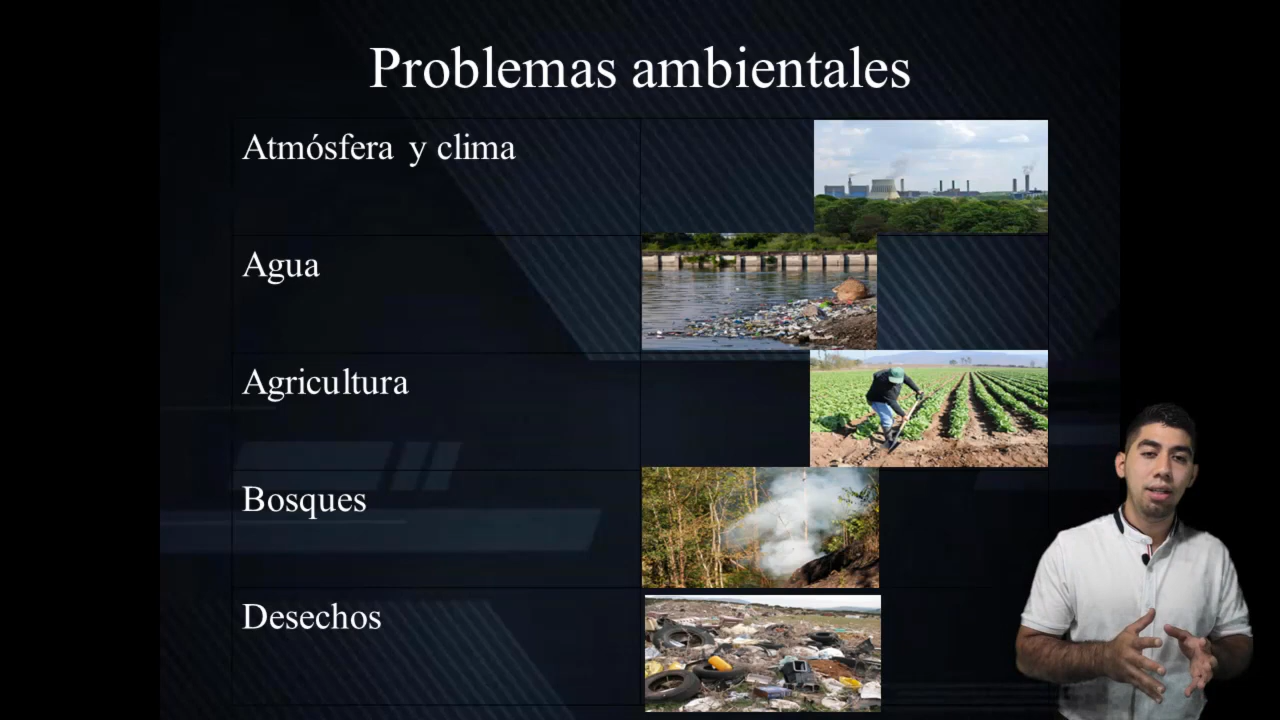 Problemas ambientales
Atmósfera y clima
Agua
Agricultura
Bosques
Desechos